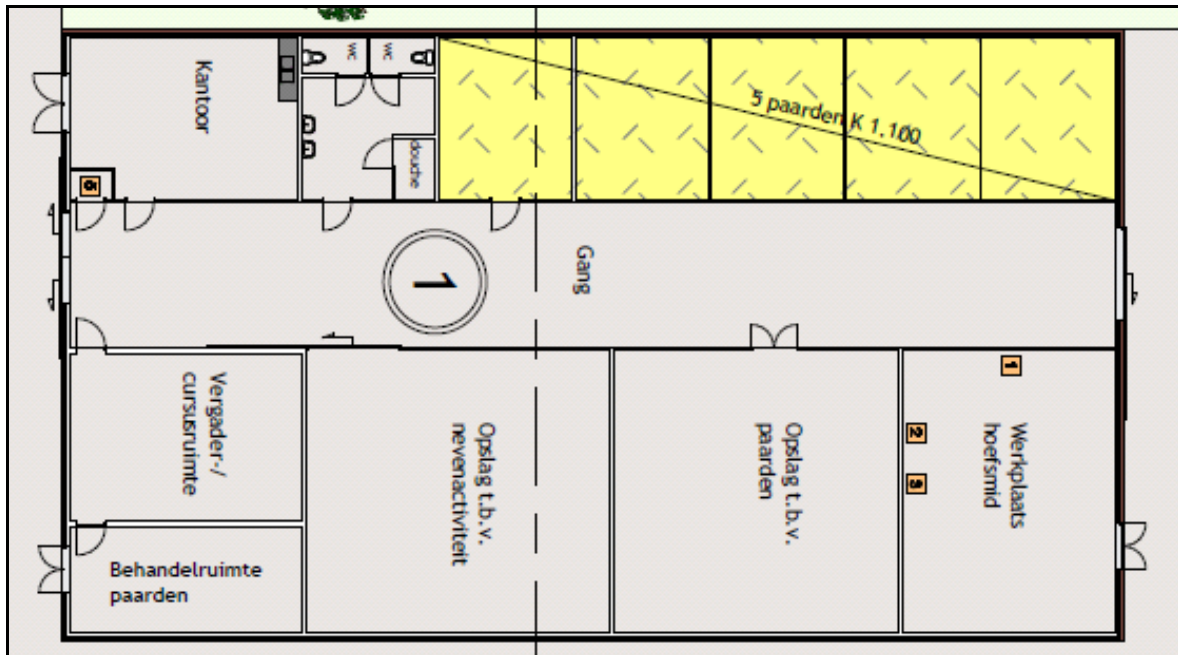 Kantoor
wc
wc
douche
5 paarden K 1.100
5
1
Gang
Vergader-/
cursusruimte
Behandelruimte
paarden
Opslag t.b.v.
nevenactiviteit
Opslag t.b.v.
paarden
1
2
3
Werkplaats
hoefsmid